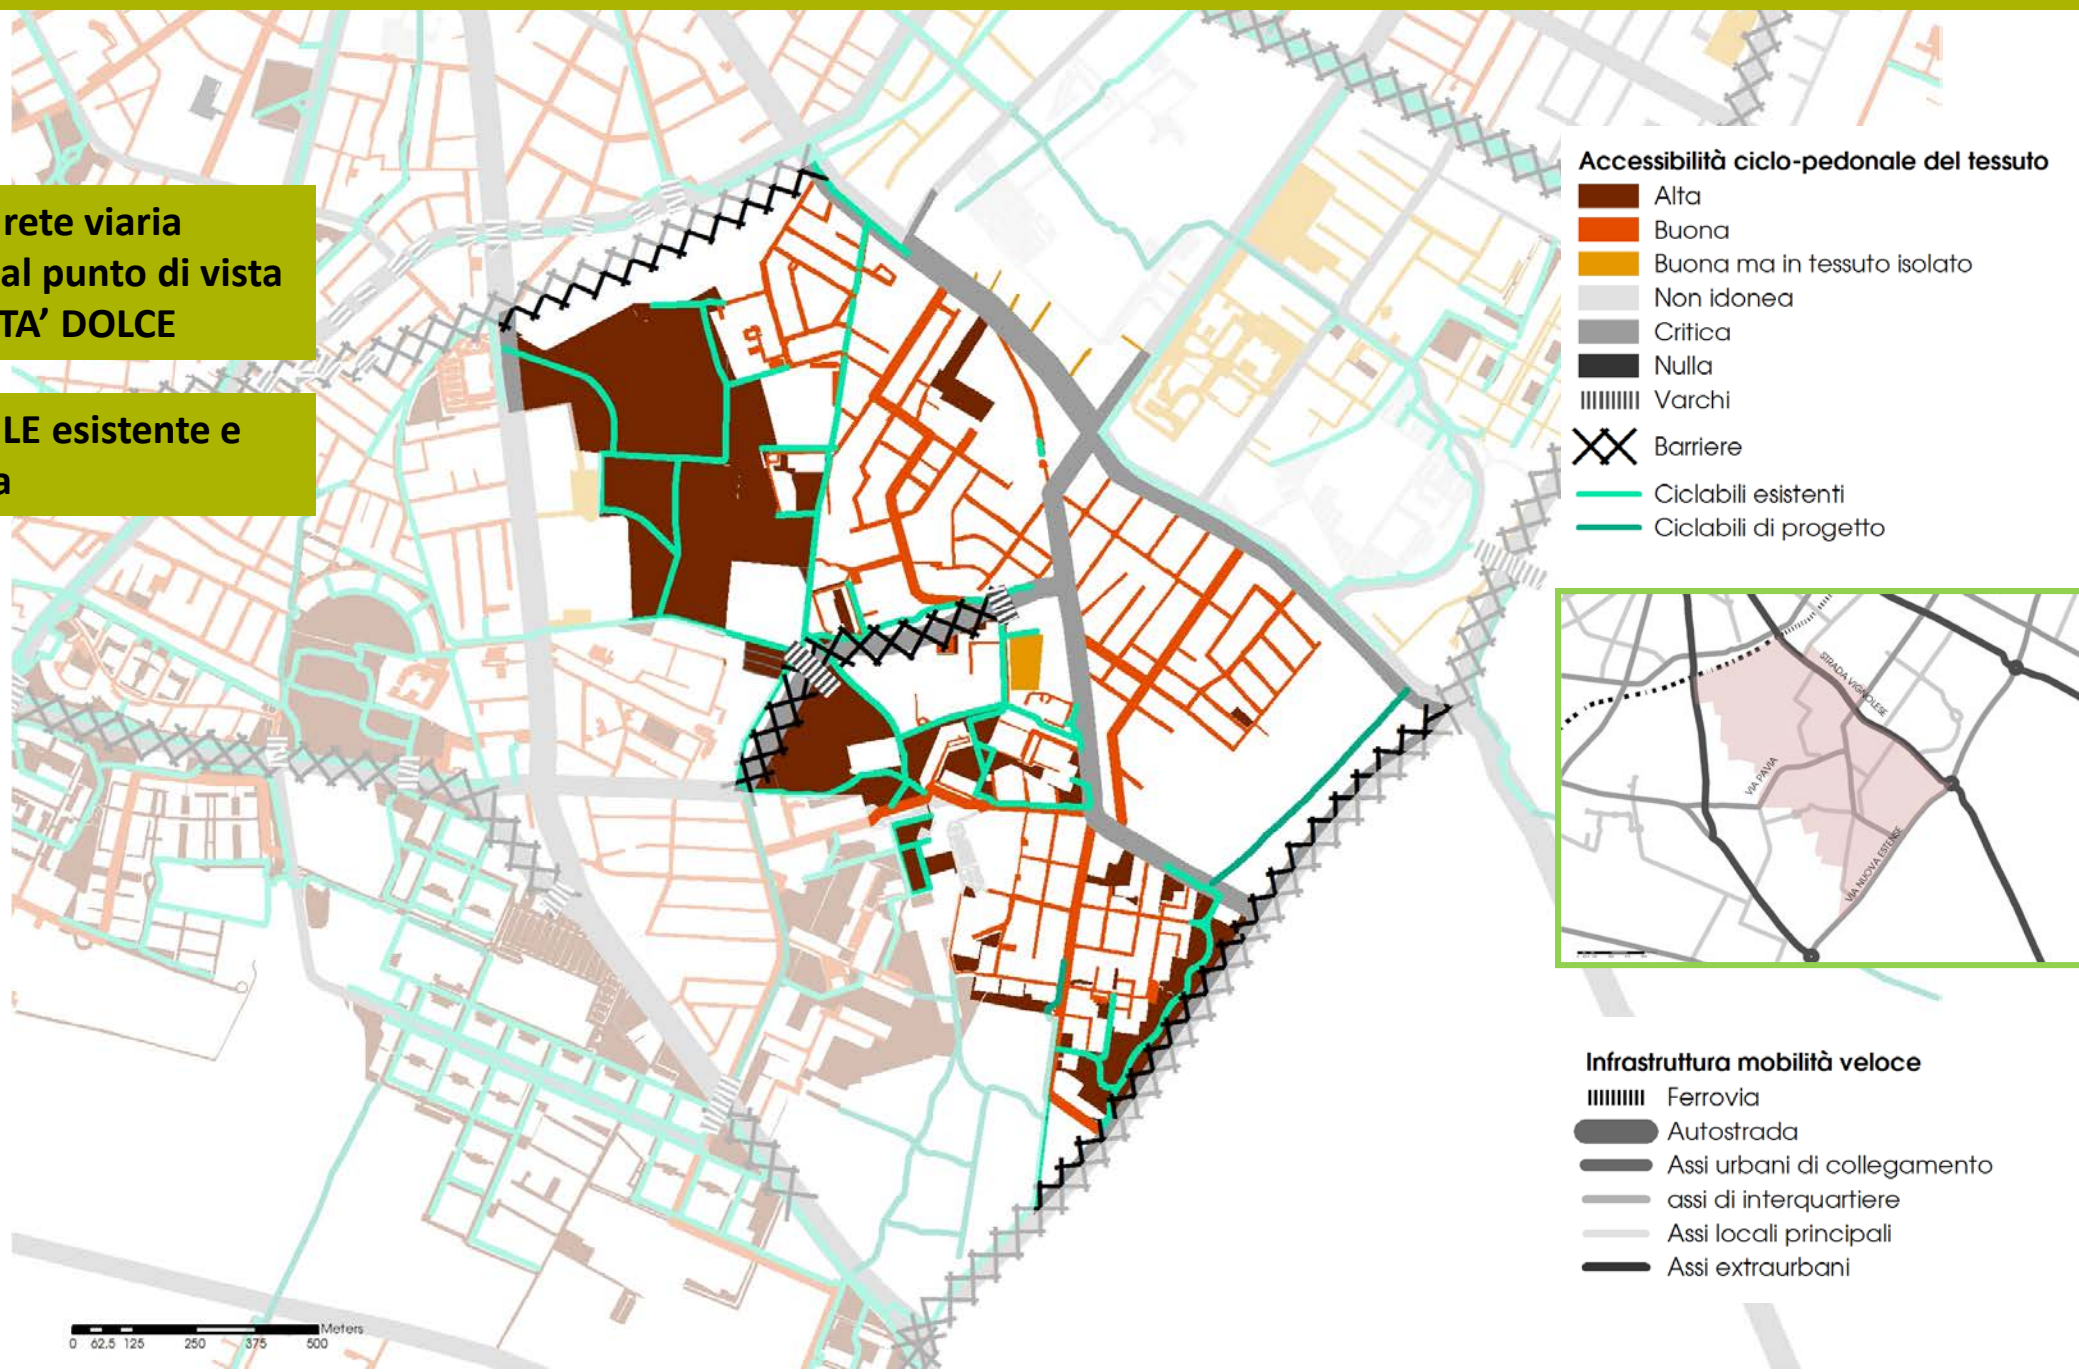 rete viaria
al punto di vista
TA’ DOLCE
LE esistente e
a
Accessibilità ciclo-pedonale del tessuto
Alta
Buona
Buona ma in tessuto isolato
Non idonea
Critica
Nulla
Varchi
Barriere
Ciclabili esistenti
Ciclabili di progetto
STRADA VIGNOLESE
VIA PAVIA
VIA NUOVA ESTENSE
Infrastruttura mobilità veloce
Ferrovia
Autostrada
Assi urbani di collegamento
assi di interquartiere
Assi locali principali
Assi extraurbani
Meters
0 62,5 125 250 375 500